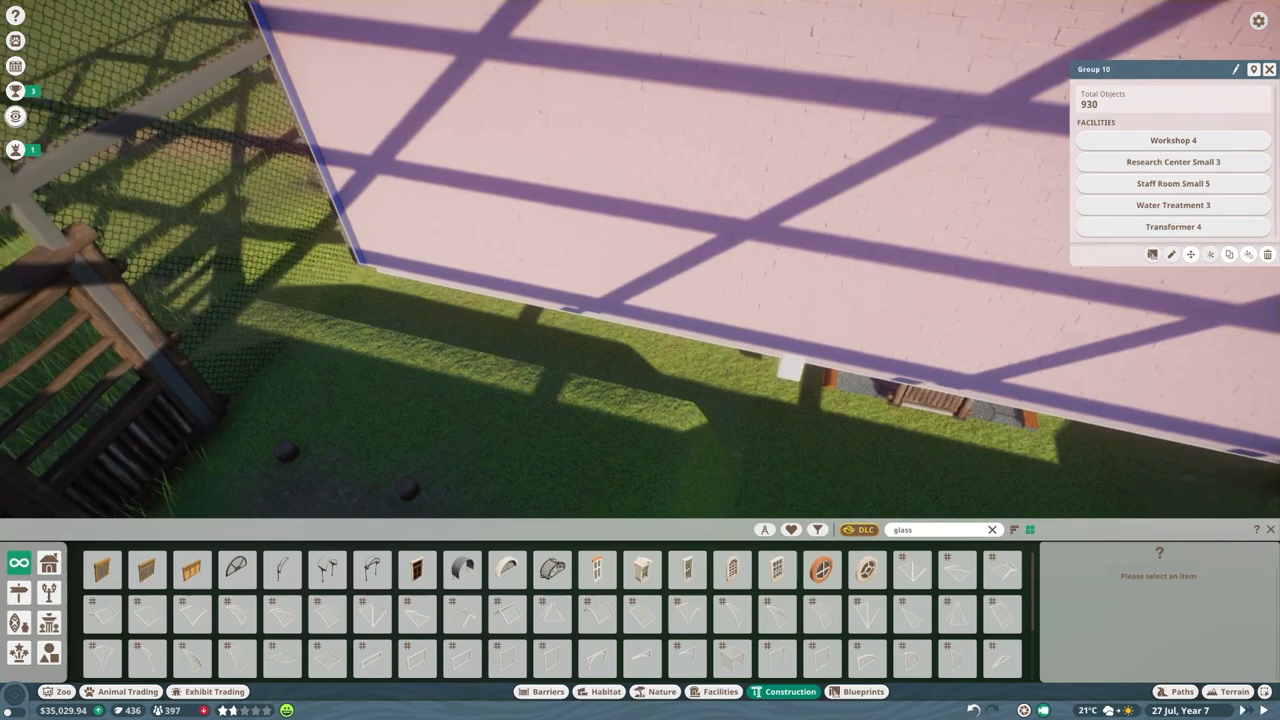 3
1
Group 10
Total Objects
930
FACILITIES
Workshop 4
Research Center Small 3
Staff Room Small 5
Water Treatment 3
Transformer 4
DLC
glass
?
?
Please select an item
Zoo
Animal Trading
Exhibit Trading
Barriers
Habitat
Nature
Facilities
Construction
Blueprints
Paths
Terrain
$35,029.94
436
397
21°C
27 Jul, Year 7